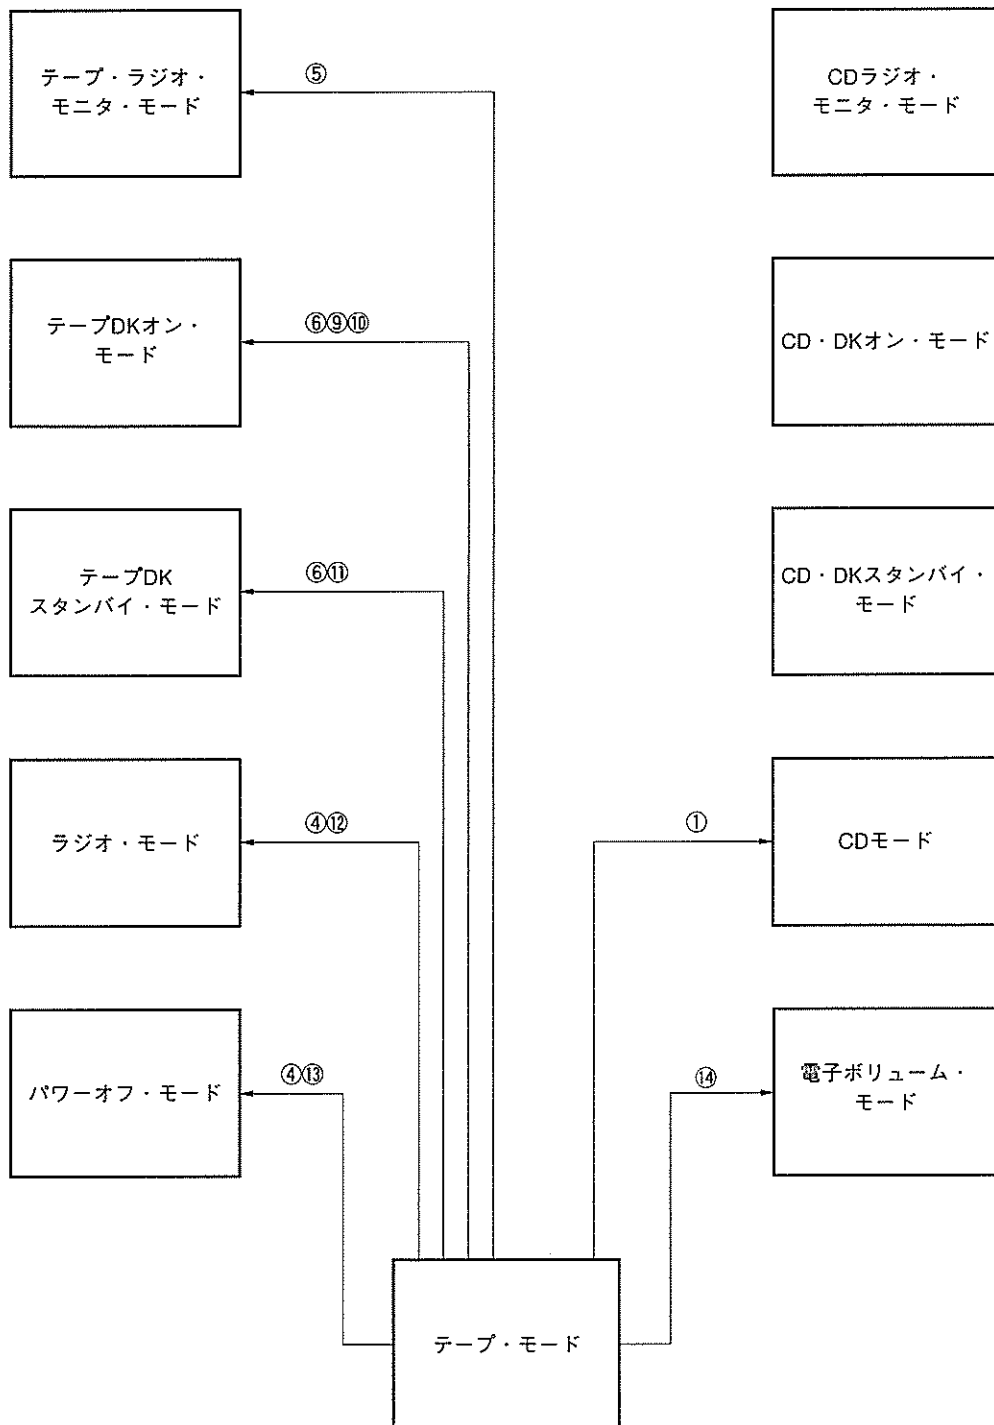 テープ・ラジオ・
モニタ・モード
⑤
CDラジオ・
モニタ・モード
テープDKオン・
モード
⑥⑨⑩
CD・DKオン・モード
テープDK
スタンバイ・モード
⑥⑪
CD・DKスタンバイ・
モード
ラジオ・モード
④⑫
①
CDモード
パワーオフ・モード
④⑬
⑭
電子ボリューム・
モード
テープ・モード